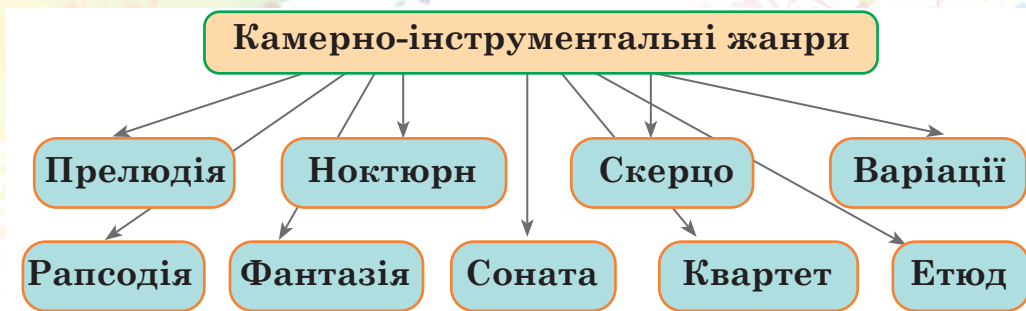 Камерно-інструментальні жанри
Прелюдія
Ноктюрн
Скерцо
Варіації
Рапсодія
Фантазія
Соната
Квартет
Етюд